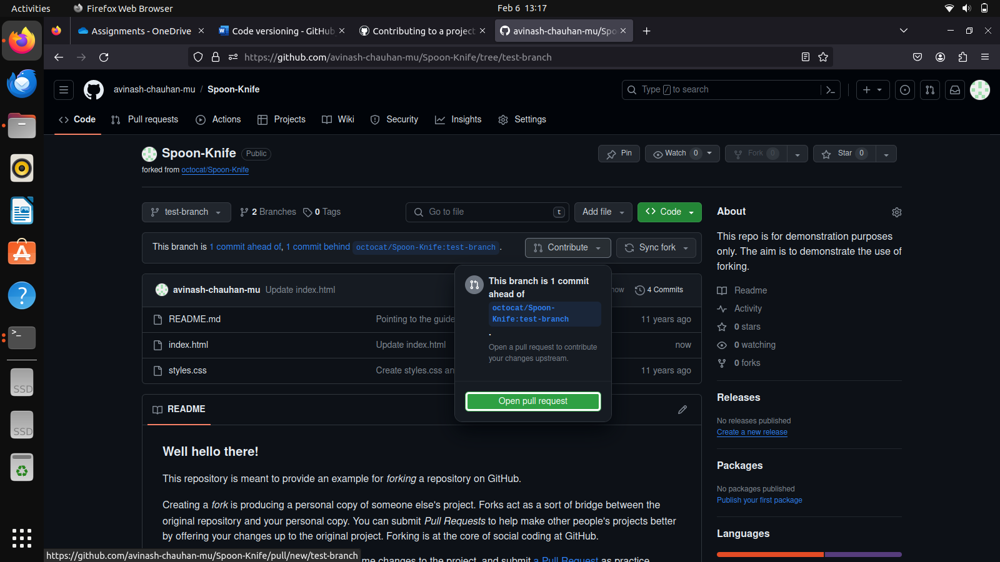 Activities
Firefox Web Browser
Feb 6 13:17
Assignments - OneDrive
Code versioning - GitHub
Contributing to a project
avinash-chauhan-mu/Spo
https://github.com/avinash-chauhan-mu/Spoon-Knife/tree/test-branch
avinash-chauhan-mu / Spoon-Knife
Type / to search
Code
Pull requests
Actions
Projects
Wiki
Security
Insights
Settings
Spoon-Knife
Public
Pin
Watch 0
Fork 0
Star 0
forked from octocat/Spoon-Knife
test-branch
2 Branches
0 Tags
Go to file
t
Add file
Code
This branch is 1 commit ahead of, 1 commit behind octocat/Spoon-Knife:test-branch.
Contribute
Sync fork
This branch is 1 commit
ahead of
octocat/Spoon-
Knife:test-branch
.
Open a pull request to contribute
your changes upstream.
Open pull request
avinash-chauhan-mu Update index.html
now
4 Commits
README.md
Pointing to the guide
11 years ago
index.html
Update index.html
now
styles.css
Create styles.css an
11 years ago
README
Well hello there!
This repository is meant to provide an example for forking a repository on GitHub.
Creating a fork is producing a personal copy of someone else's project. Forks act as a sort of bridge between the
original repository and your personal copy. You can submit Pull Requests to help make other people's projects better
by offering your changes up to the original project. Forking is at the core of social coding at GitHub.
me changes to the project, and submit a Pull Request as practice.
About
This repo is for demonstration purposes
only. The aim is to demonstrate the use of
forking.
Readme
Activity
0 stars
0 watching
0 forks
Releases
No releases published
Create a new release
Packages
No packages published
Publish your first package
Languages
SSD
SSD
https://github.com/avinash-chauhan-mu/Spoon-Knife/pull/new/test-branch